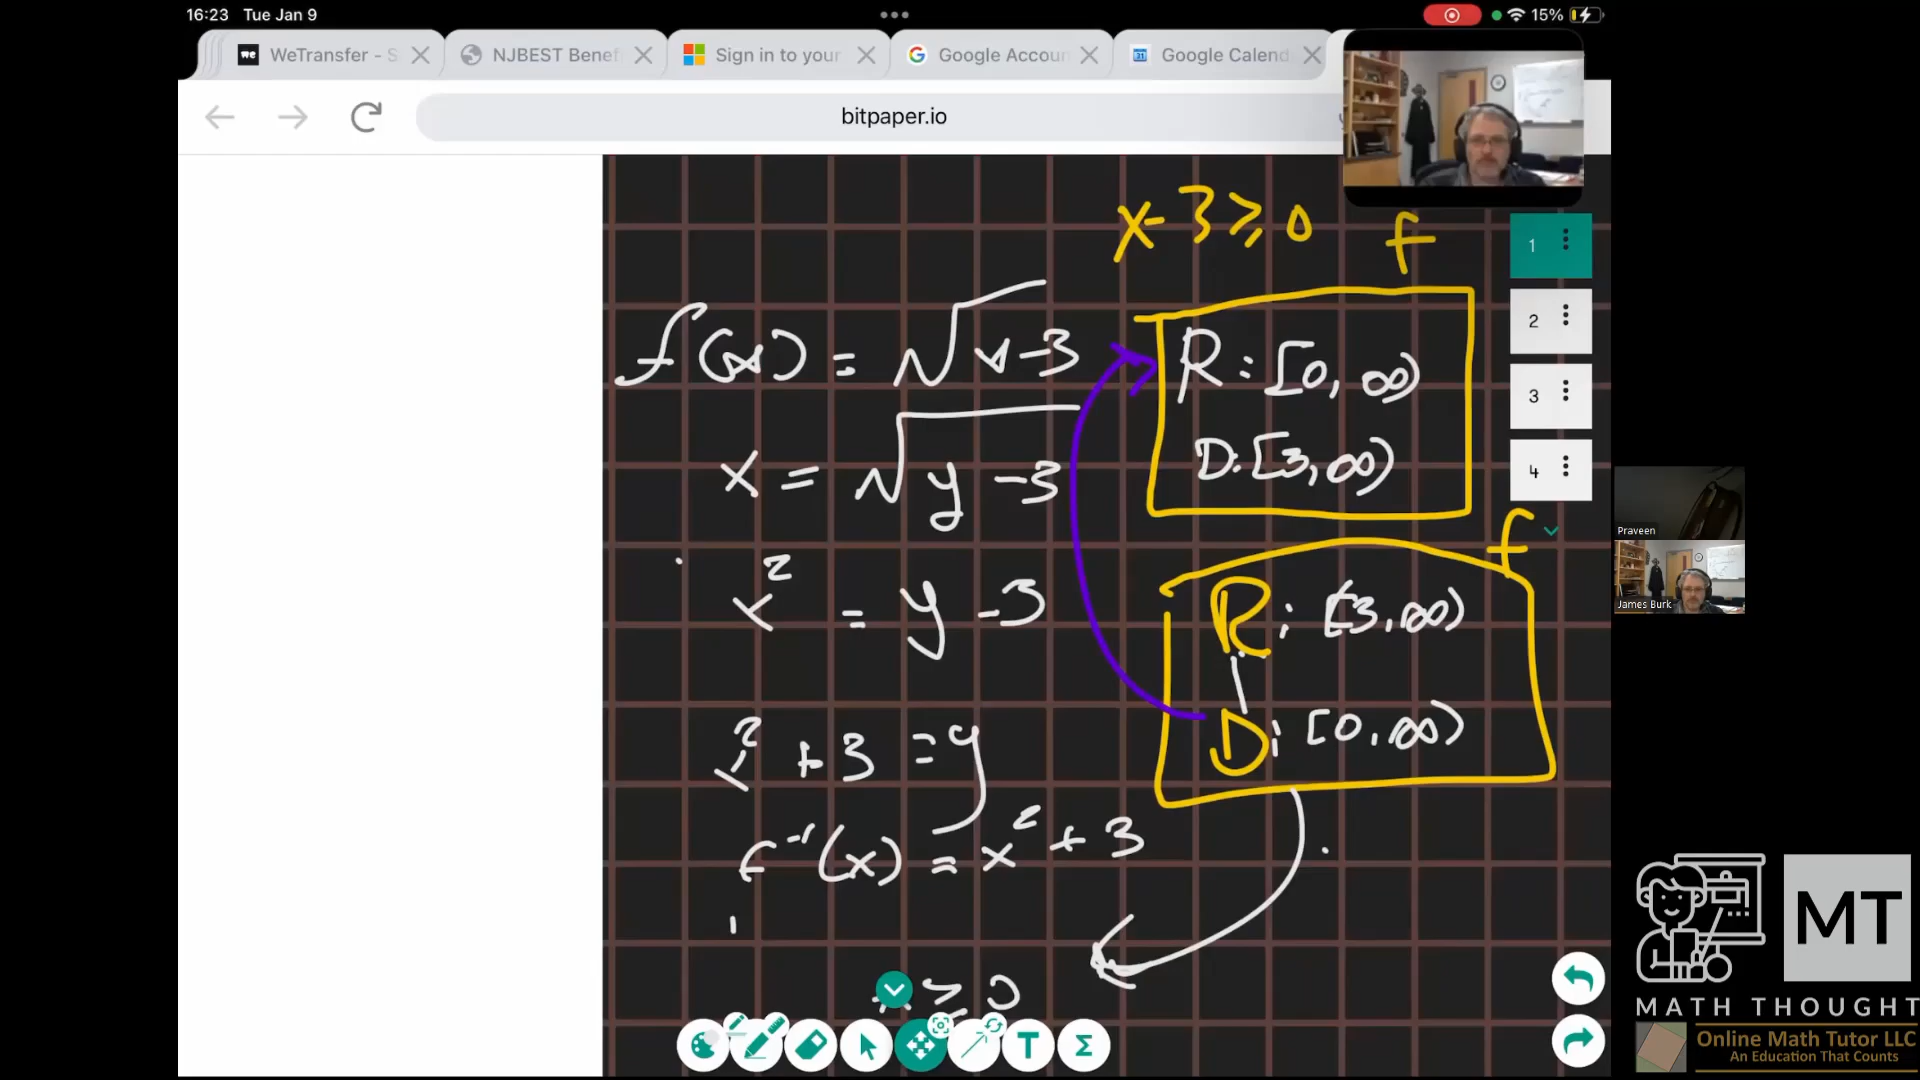 16:23 Tue Jan 9
15%
WeTransfer - S
NJBEST Benef
Sign in to your
Google Accoun
Google Calend
bitpaper.io
x-3≥0 f
f(x) = √x-3
R: [0, ∞)
D: [3, ∞)
x = √y-3
f
x² = y-3
R: [3, ∞)
D: [0, ∞)
x² + 3 = y
f⁻¹(x) = x² + 3
≥ 0
1
2
3
4
T
Σ
Praveen
James Burk
MT
MATH THOUGHT
Online Math Tutor LLC
An Education That Counts